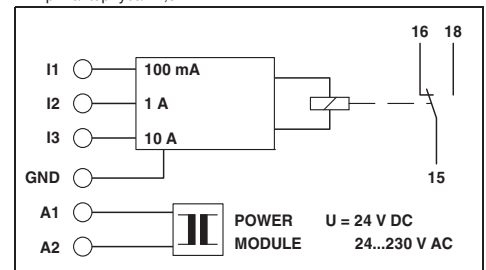 16 18
I1 100 mA
I2 1 A
I3 10 A
GND
15
A1
POWER U = 24 V DC
A2 MODULE 24...230 V AC